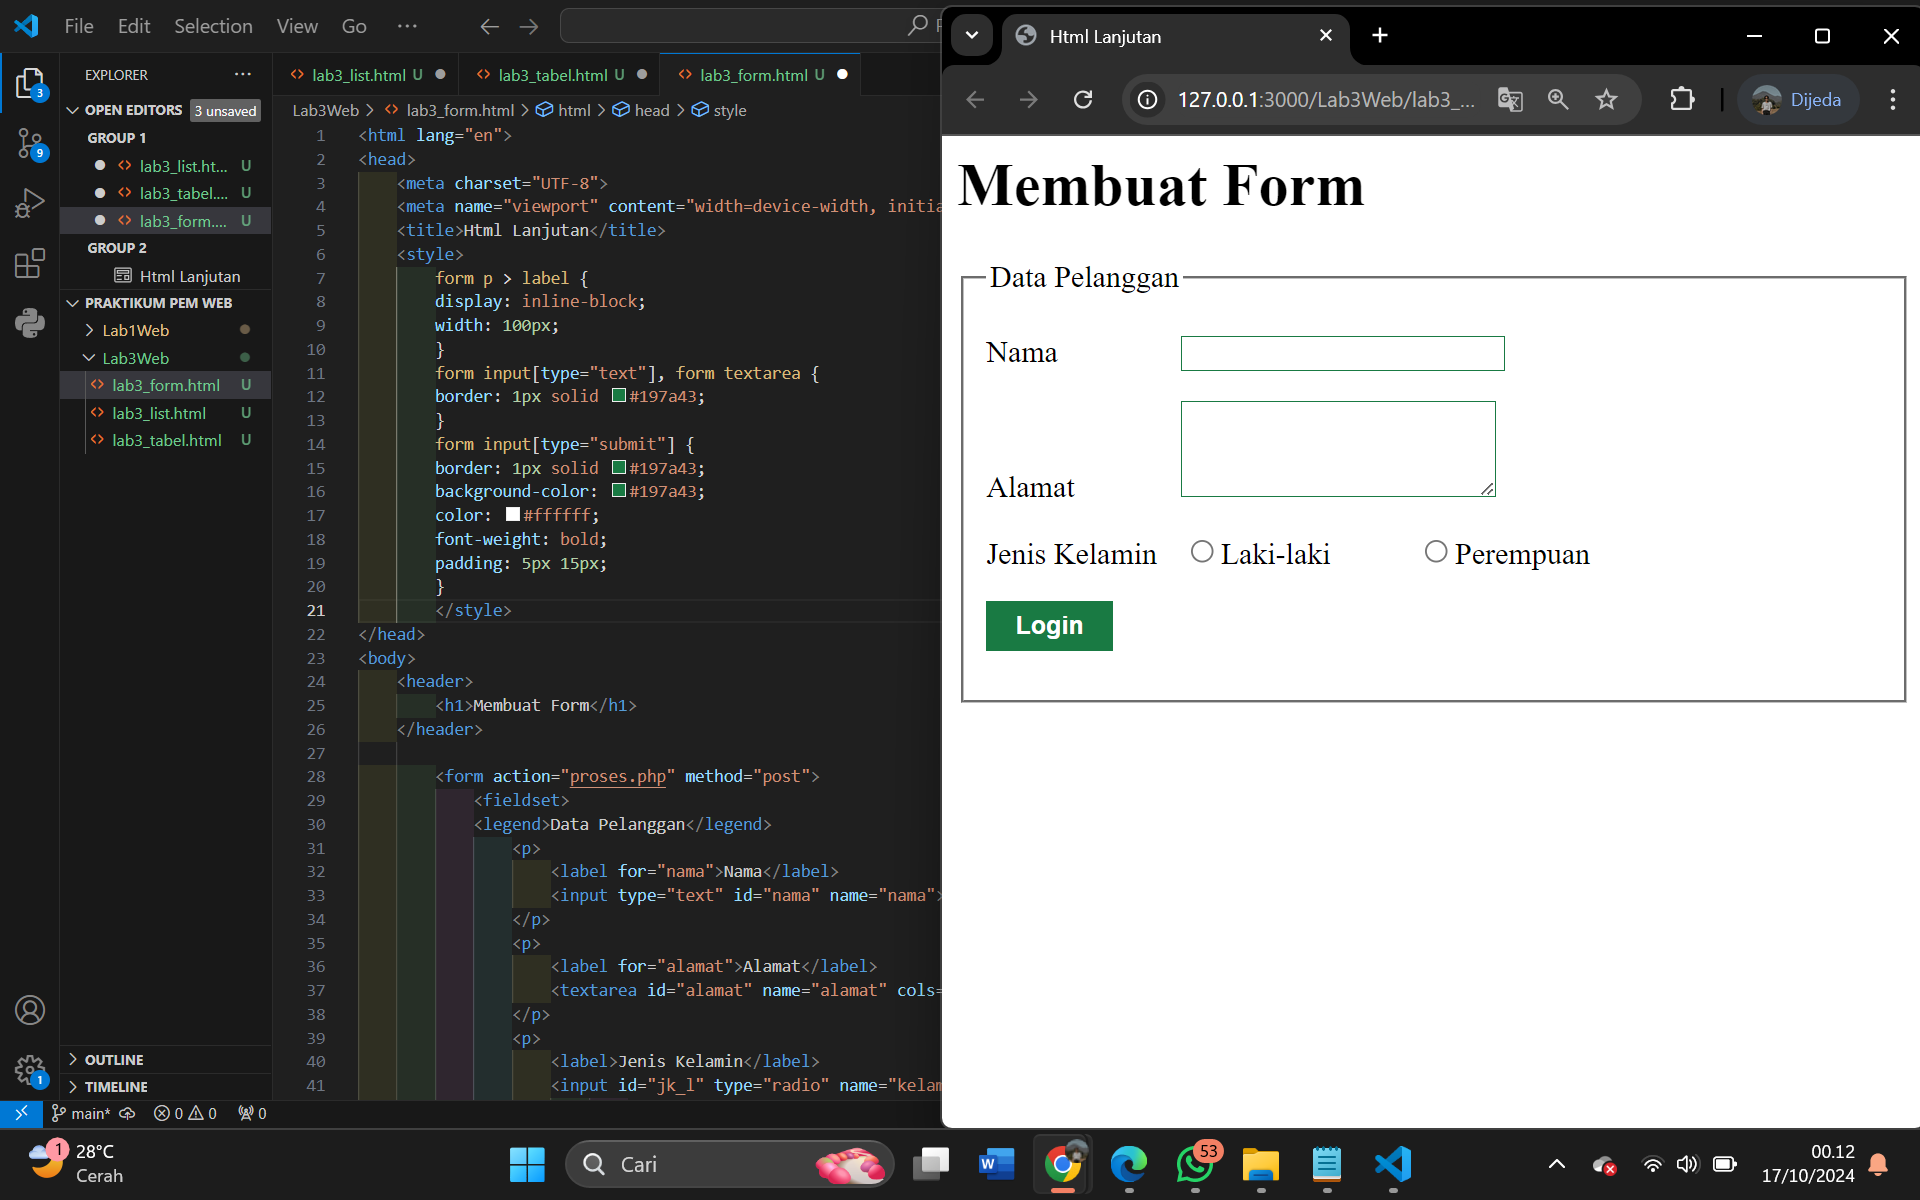 File Edit Selection View Go ...
EXPLORER ...
OPEN EDITORS 3 unsaved
GROUP 1
lab3_list.ht... U
lab3_tabel.... U
lab3_form.... U
GROUP 2
Html Lanjutan
PRAKTIKUM PEM WEB
Lab1Web
Lab3Web
lab3_form.html U
lab3_list.html U
lab3_tabel.html U
OUTLINE
TIMELINE
3
9
1
main* 0 0 0
lab3_list.html U lab3_tabel.html U lab3_form.html U
Lab3Web > lab3_form.html > html > head > style
1 <html lang="en">
2 <head>
3 <meta charset="UTF-8">
4 <meta name="viewport" content="width=device-width, initia
5 <title>Html Lanjutan</title>
6 <style>
7 form p > label {
8 display: inline-block;
9 width: 100px;
10 }
11 form input[type="text"], form textarea {
12 border: 1px solid #197a43;
13 }
14 form input[type="submit"] {
15 border: 1px solid #197a43;
16 background-color: #197a43;
17 color: #ffffff;
18 font-weight: bold;
19 padding: 5px 15px;
20 }
21 </style>
22 </head>
23 <body>
24 <header>
25 <h1>Membuat Form</h1>
26 </header>
27
28 <form action="proses.php" method="post">
29 <fieldset>
30 <legend>Data Pelanggan</legend>
31 <p>
32 <label for="nama">Nama</label>
33 <input type="text" id="nama" name="nama">
34 </p>
35 <p>
36 <label for="alamat">Alamat</label>
37 <textarea id="alamat" name="alamat" cols=
38 </p>
39 <p>
40 <label>Jenis Kelamin</label>
41 <input id="jk_l" type="radio" name="kelam
Html Lanjutan
127.0.0.1:3000/Lab3Web/lab3_...
Dijeda
Membuat Form
Data Pelanggan
Nama
Alamat
Jenis Kelamin Laki-laki Perempuan
Login
1 28°C
Cerah
Cari
W
53
00.12
17/10/2024